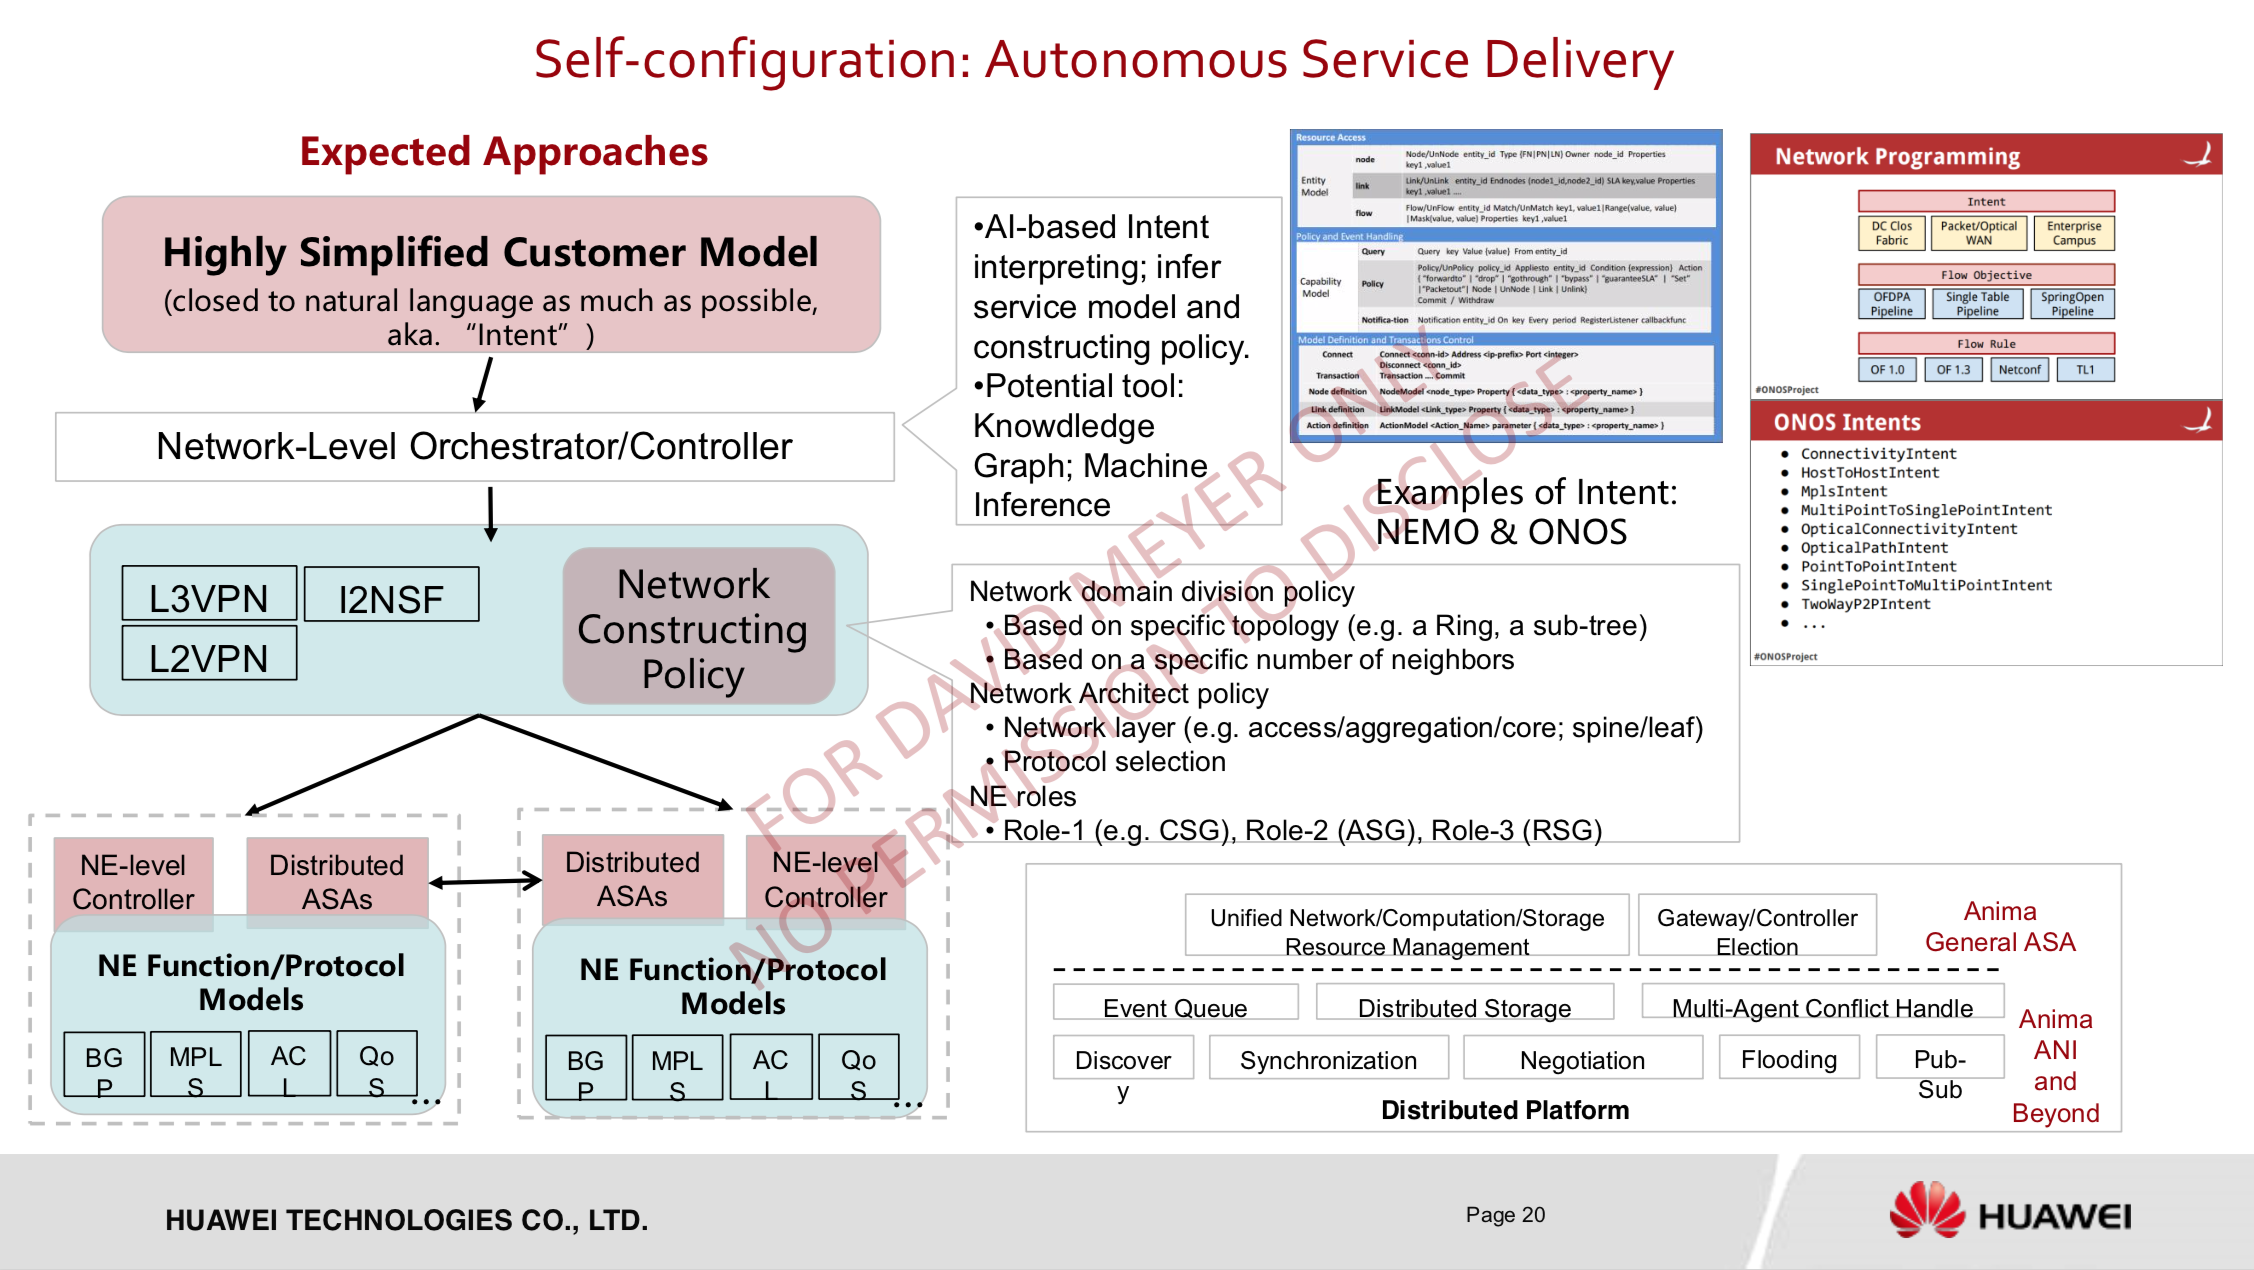 Self-configuration: Autonomous Service Delivery
Expected Approaches
Highly Simplified Customer Model
(closed to natural language as much as possible,
aka. “Intent” )
Network-Level Orchestrator/Controller
L3VPN
I2NSF
L2VPN
Network
Constructing
Policy
•AI-based Intent
interpreting; infer
service model and
constructing policy.
•Potential tool:
Knowdledge
Graph; Machine
Inference
Resource Access
Entity
Model
node
Node/UnNode entity_id Type (FN|PN|LN) Owner node_id Properties
key1 ,value1
link
Link/UnLink entity_id Endnodes (node1_id,node2_id) SLA key,value Properties
key1 ,value1 ....
flow
Flow/UnFlow entity_id Match/UnMatch key1, value1|Range(value, value)
|Mask(value, value) Properties key1 ,value1
Policy and Event Handling
Capability
Model
Query
Query key Value {value} From entity_id
Policy
Policy/UnPolicy policy_id Appliesto entity_id Condition {expression} Action
{ “forwardto” | “drop” | “gothrough” | “bypass” | “guaranteeSLA” | “Set”
|“Packetout”| Node | UnNode | Link | Unlink}
Commit / Withdraw
Notifica-tion
Notification entity_id On key Every period RegisterListener callbackfunc
Model Definition and Transactions Control
Connect
Connect <conn-id> Address <ip-prefix> Port <integer>
Disconnect <conn_id>
Transaction
Transaction .... Commit
Node definition
NodeModel <node_type> Property { <data_type> : <property_name> }
Link definition
LinkModel <Link_type> Property { <data_type> : <property_name> }
Action definition
ActionModel <Action_Name> parameter { <data_type> : <property_name> }
Examples of Intent:
NEMO & ONOS
Network Programming
Intent
DC Clos
Fabric
Packet/Optical
WAN
Enterprise
Campus
Flow Objective
OFDPA
Pipeline
Single Table
Pipeline
SpringOpen
Pipeline
Flow Rule
OF 1.0
OF 1.3
Netconf
TL1
#ONOSProject
ONOS Intents
● ConnectivityIntent
● HostToHostIntent
● MplsIntent
● MultiPointToSinglePointIntent
● OpticalConnectivityIntent
● OpticalPathIntent
● PointToPointIntent
● SinglePointToMultiPointIntent
● TwoWayP2PIntent
● ...
#ONOSProject
Network domain division policy
• Based on specific topology (e.g. a Ring, a sub-tree)
• Based on a specific number of neighbors
Network Architect policy
• Network layer (e.g. access/aggregation/core; spine/leaf)
• Protocol selection
NE roles
• Role-1 (e.g. CSG), Role-2 (ASG), Role-3 (RSG)
FOR DAVID MEYER ONLY
NO PERMISSION TO DISCLOSE
NE-level
Controller
Distributed
ASAs
NE Function/Protocol
Models
BG
P
MPL
S
AC
L
Qo
S
...
Distributed
ASAs
NE-level
Controller
NE Function/Protocol
Models
BG
P
MPL
S
AC
L
Qo
S
...
Unified Network/Computation/Storage
Resource Management
Gateway/Controller
Election
Anima
General ASA
Event Queue
Distributed Storage
Multi-Agent Conflict Handle
Discover
y
Synchronization
Negotiation
Flooding
Pub-
Sub
Anima
ANI
and
Beyond
Distributed Platform
HUAWEI TECHNOLOGIES CO., LTD.
Page 20
HUAWEI